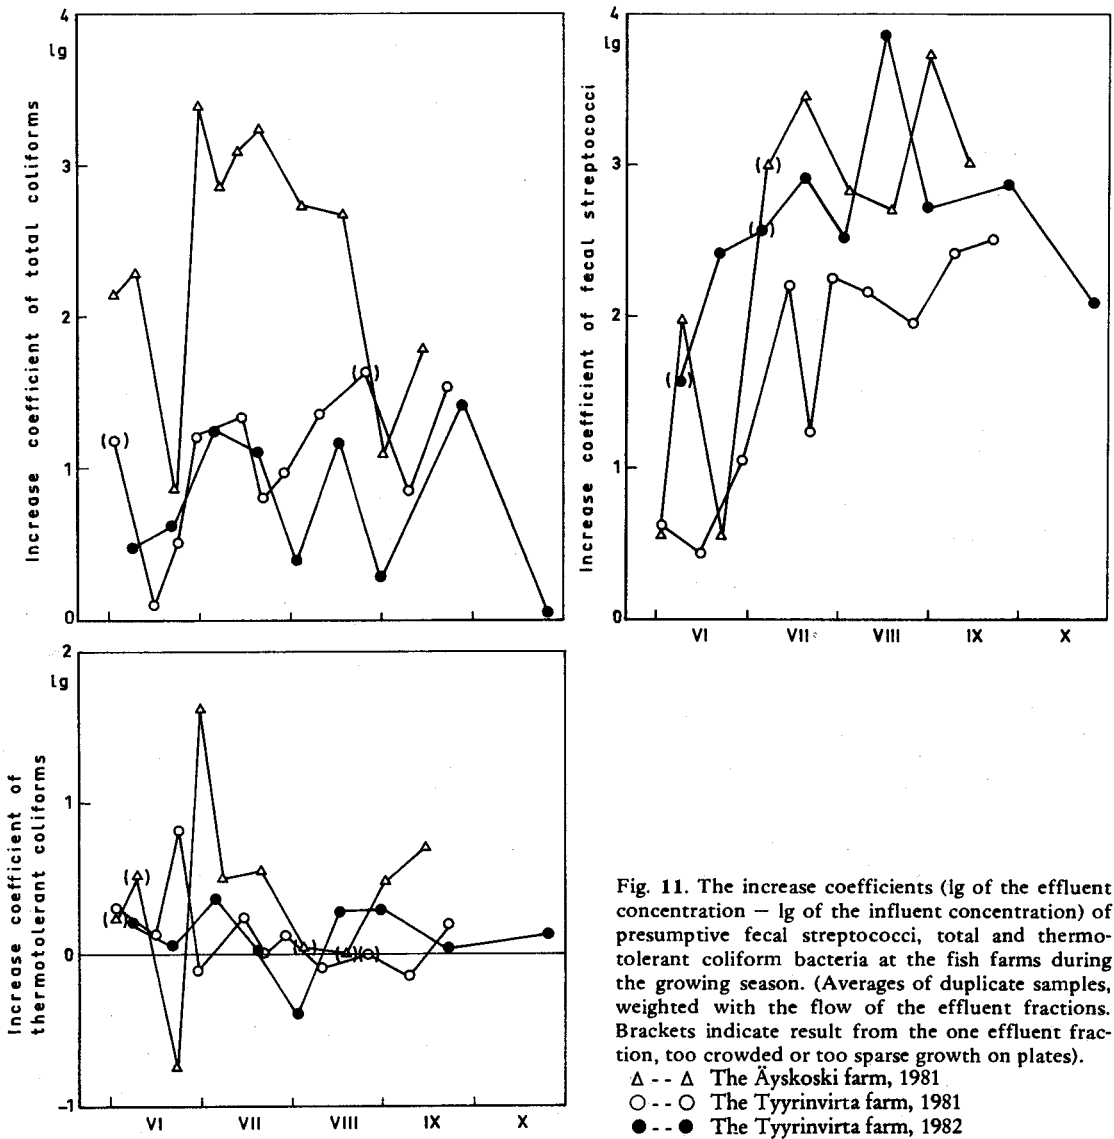 4
lg
3
2
1
0
Increase coefficient of total coliforms
4
lg
3
2
1
0
Increase coefficient of fecal streptococci
VI VII VIII IX X
2
lg
1
0
-1
Increase coefficient of
thermotolerant coliforms
VI VII VIII IX X
Fig. 11. The increase coefficients (lg of the effluent
concentration — lg of the influent concentration) of
presumptive fecal streptococci, total and thermo-
tolerant coliform bacteria at the fish farms during
the growing season. (Averages of duplicate samples,
weighted with the flow of the effluent fractions.
Brackets indicate result from the one effluent frac-
tion, too crowded or too sparse growth on plates).
△ - - △ The Äyskoski farm, 1981
○ - - ○ The Tyyrinvirta farm, 1981
● - - ● The Tyyrinvirta farm, 1982